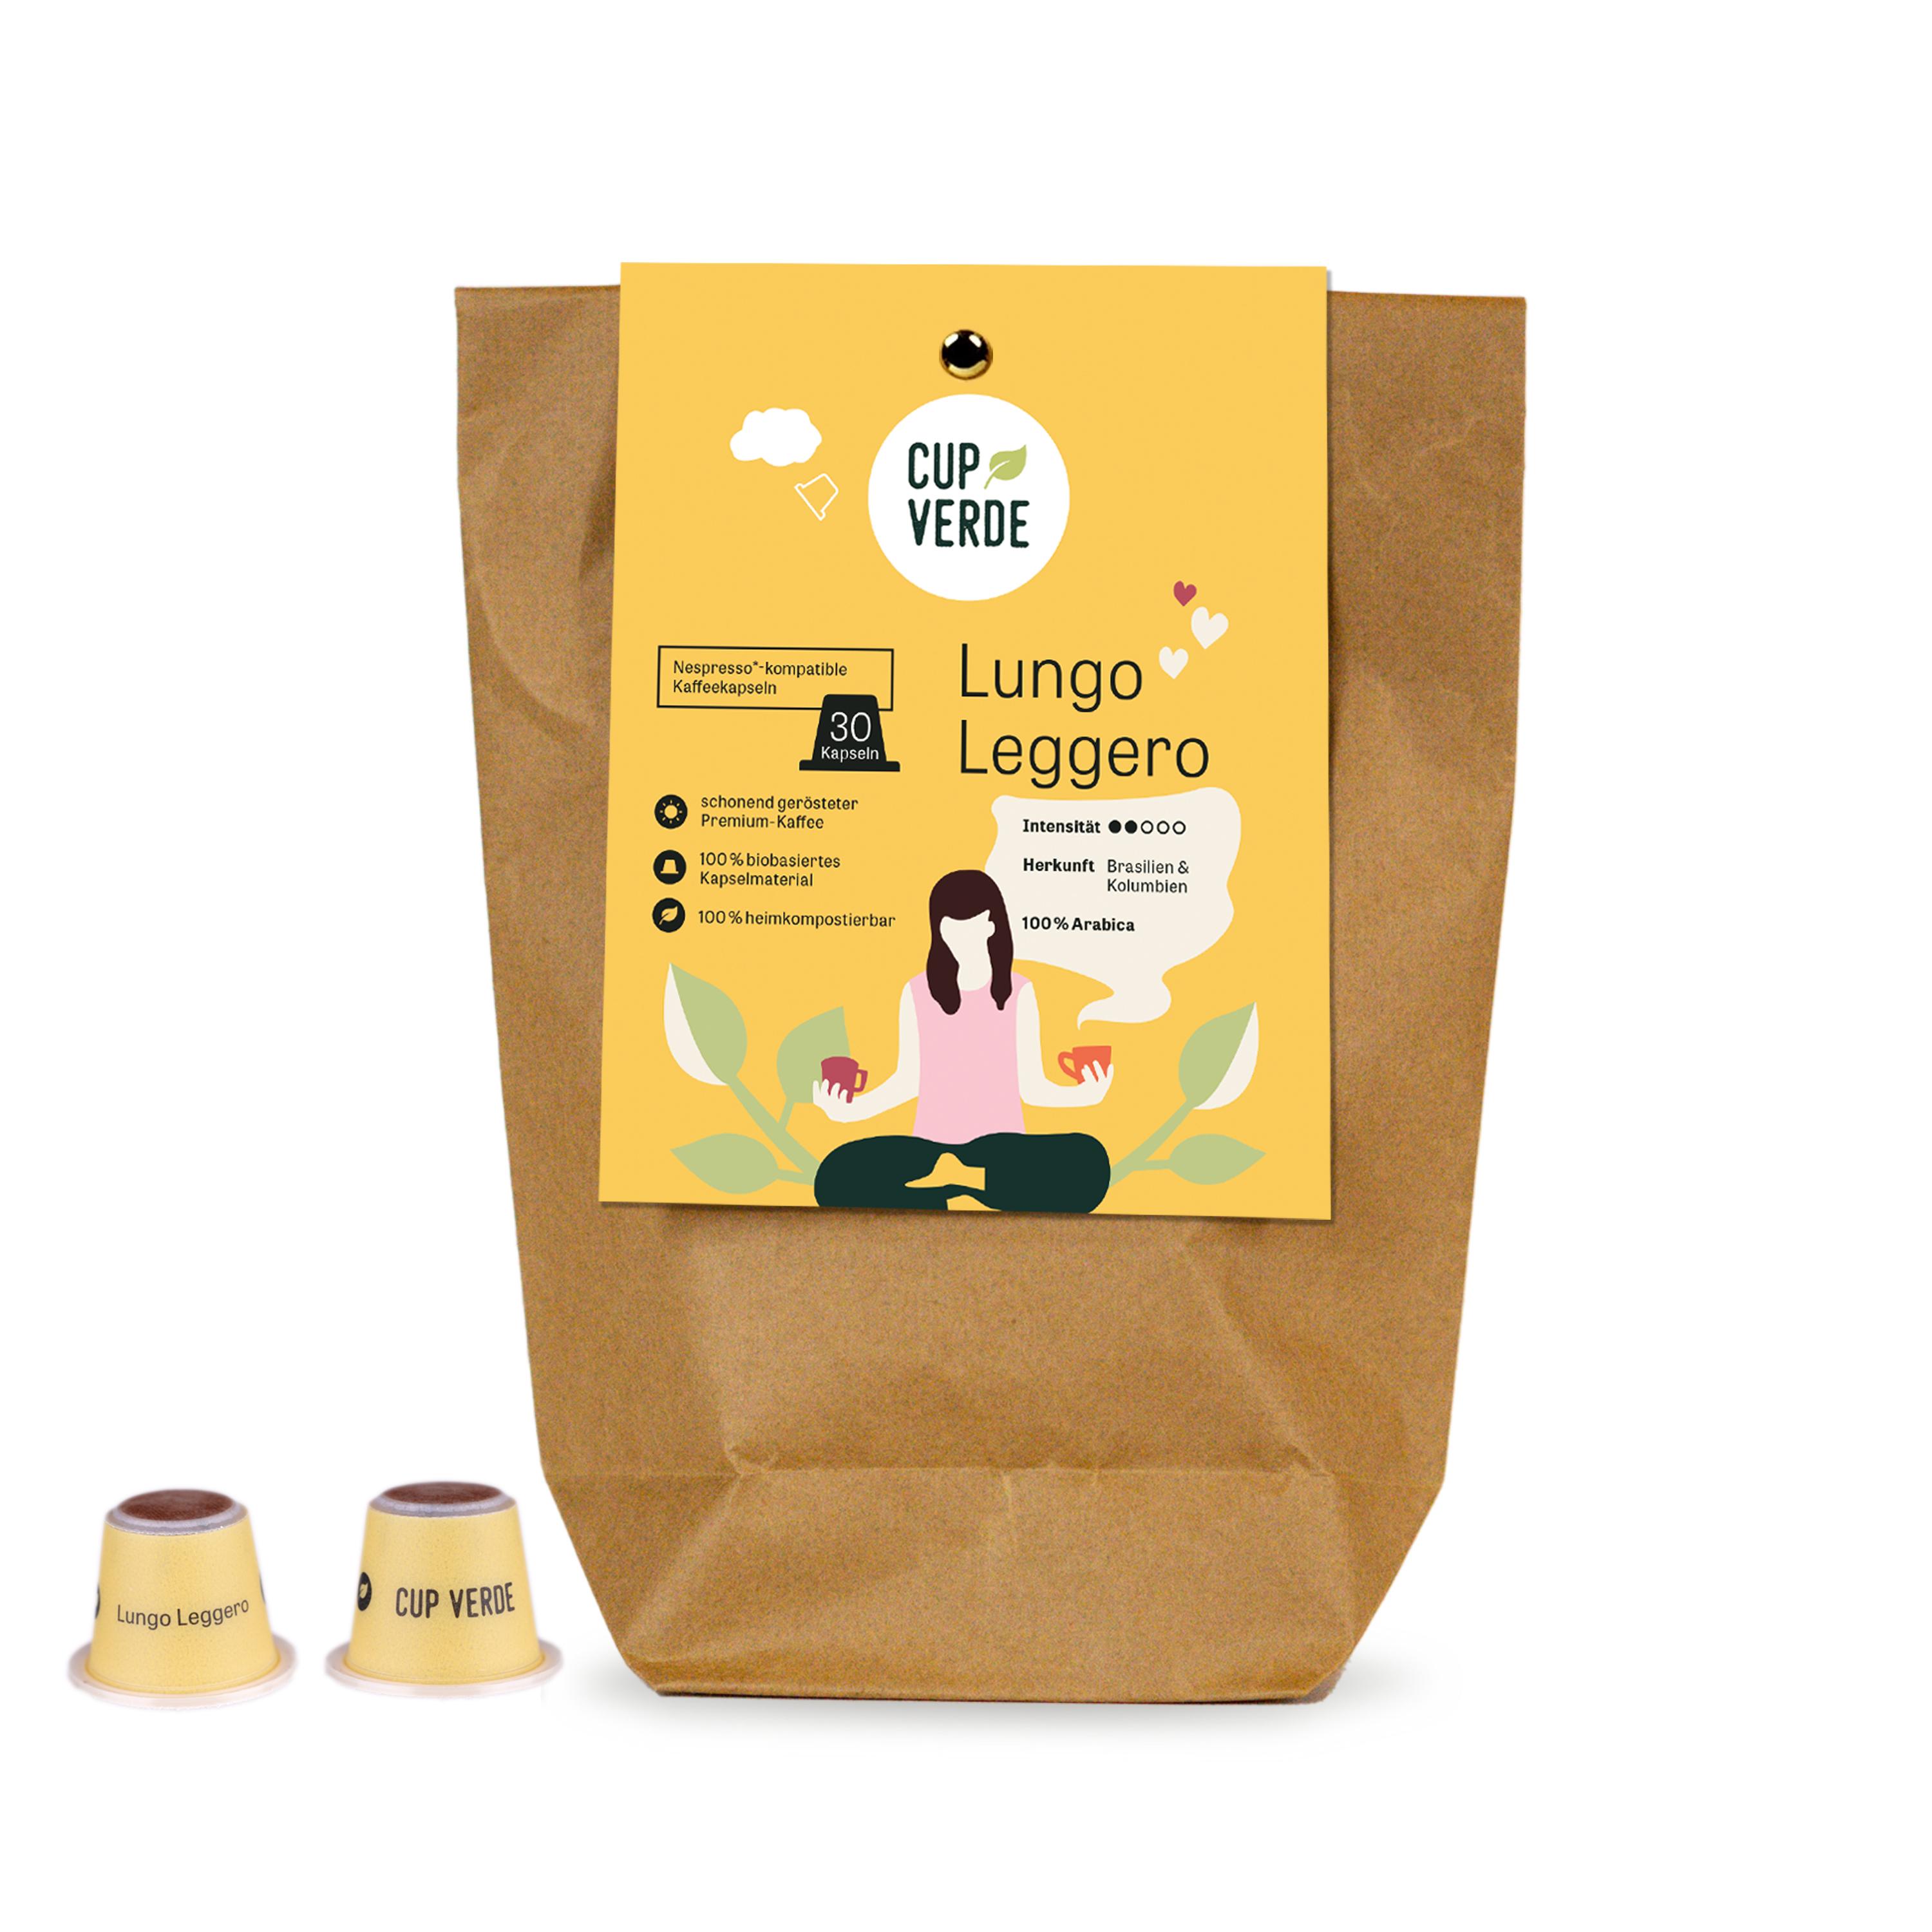 CUP
VERDE
Nespresso*-kompatible
Kaffeekapseln
30
Kapseln
Lungo
Leggero
schonend gerösteter
Premium-Kaffee
100% biobasiertes
Kapselmaterial
100% heimkompostierbar
Intensität
Herkunft Brasilien &
Kolumbien
100% Arabica
Lungo Leggero
CUP VERDE